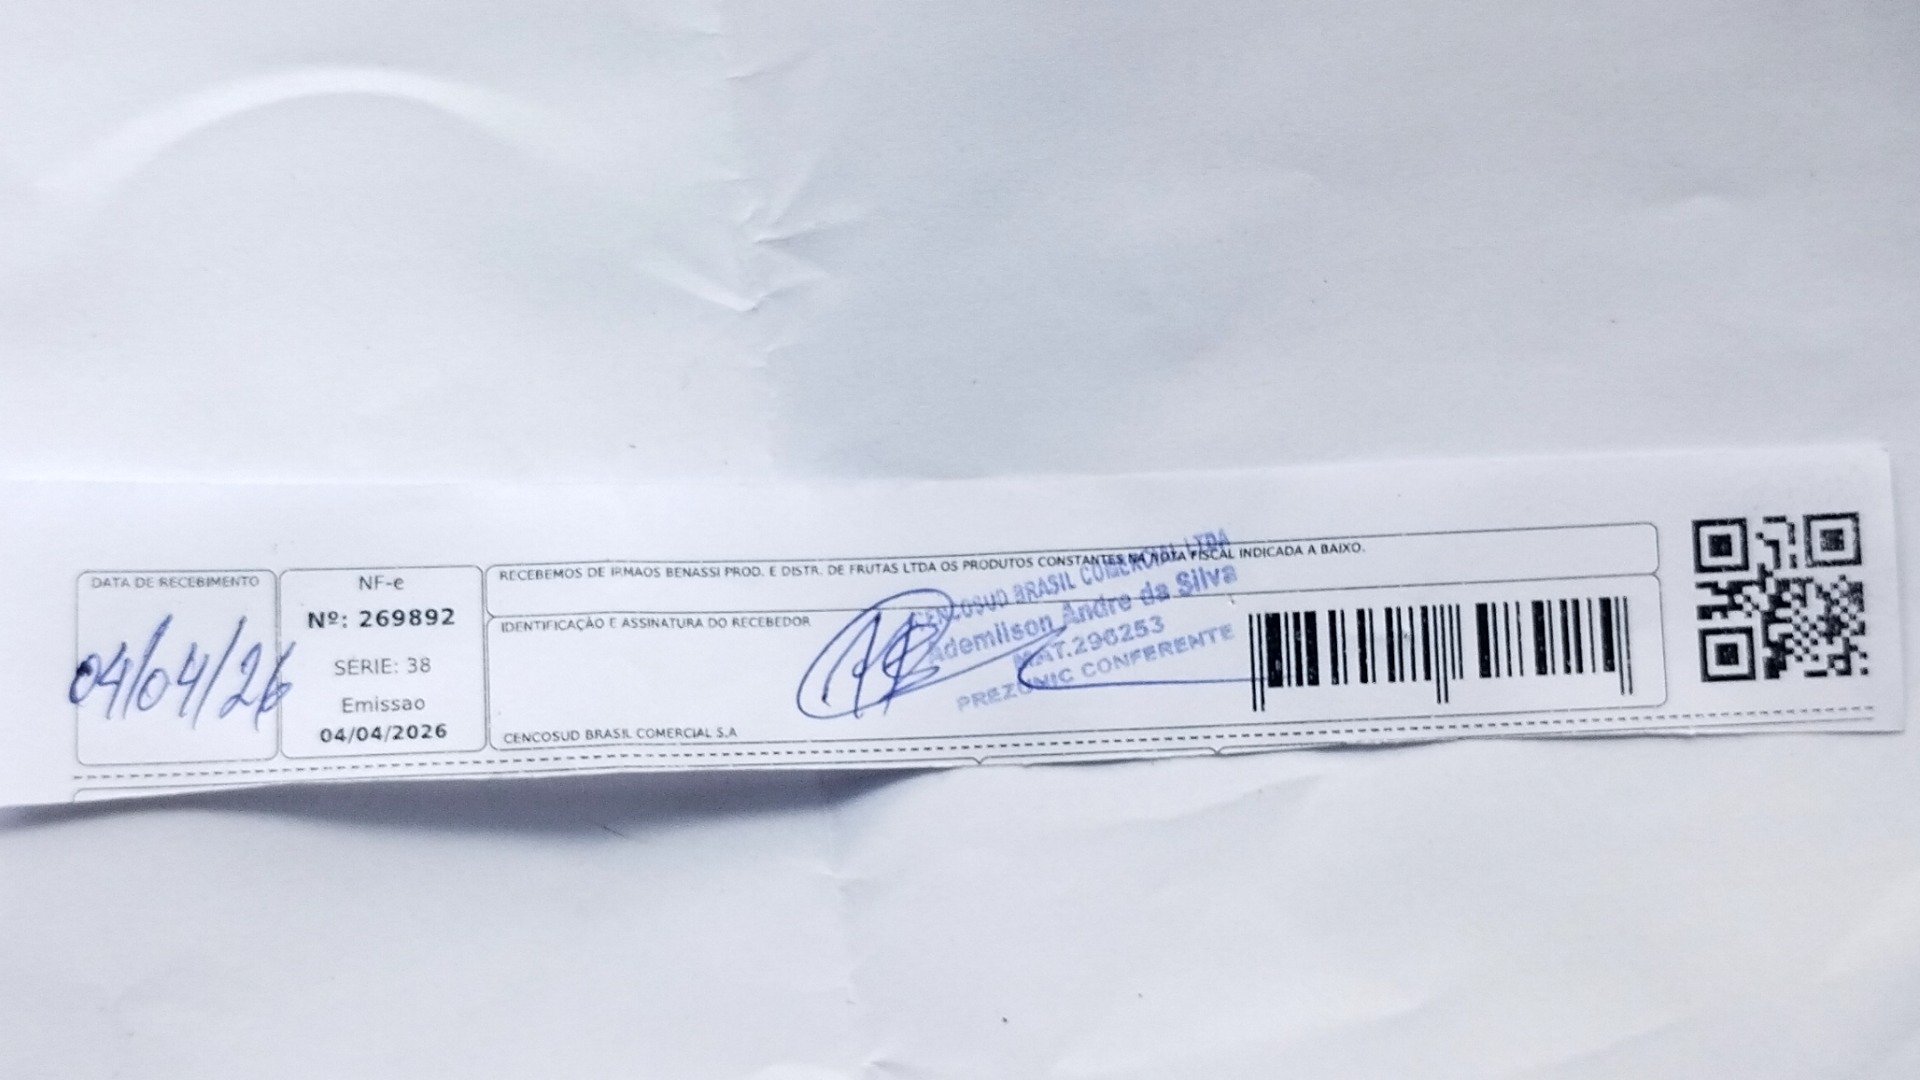 DATA DE RECEBIMENTO
04/04/26
NF-e
Nº: 269892
SERIE: 38
Emissao
04/04/2026
RECEBEMOS DE IRMAOS BENASSI PROD. E DISTR. DE FRUTAS LTDA OS PRODUTOS CONSTANTES NA NOTA FISCAL INDICADA A BAIXO.
IDENTIFICAÇÃO E ASSINATURA DO RECEBEDOR
CENCOSUD BRASIL COMERCIAL LTDA
Ademilson Andre da Silva
MAT.296253
PREZUNIC CONFERENTE
CENCOSUD BRASIL COMERCIAL S.A